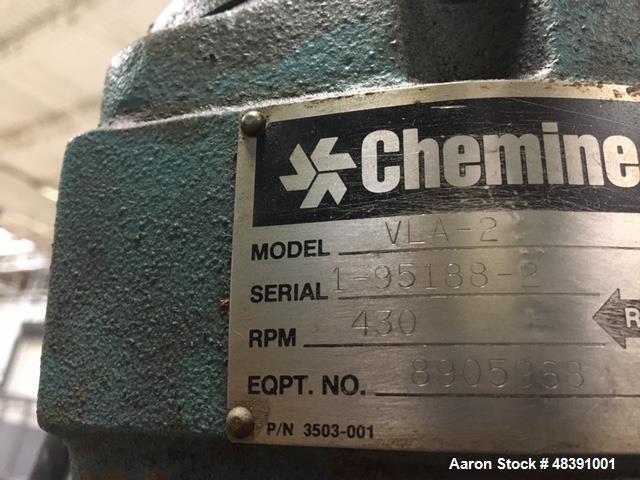 Chemine
MODEL VLA-2
SERIAL 1-95188-2
RPM 430
R
EQPT. NO. 8905968
P/N 3503-001
Aaron Stock # 48391001